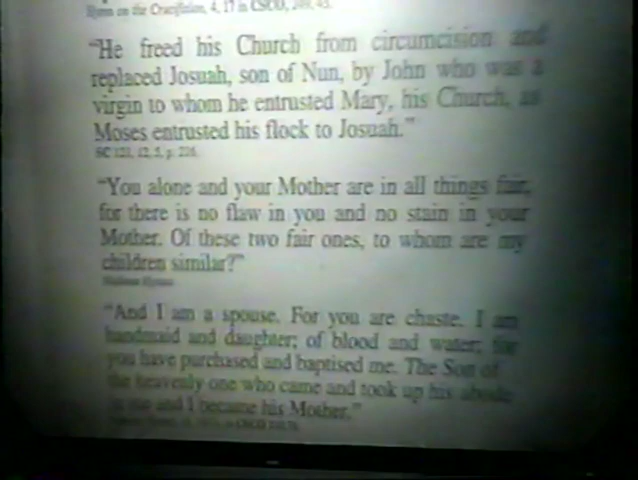 Hymn on the Crucifixion, 4, 17 in CSCO,
"He freed his Church from circumcision and
replaced Josuah, son of Nun, by John who was a
virgin to whom he entrusted Mary, his Church, as
Moses entrusted his flock to Josuah."
"You alone and your Mother are in all things fair,
for there is no flaw in you and no stain in your
Mother. Of these two fair ones, to whom are my
children similar?"
"And I am a spouse. For you are chaste. I am
handmaid and daughter; of blood and water; for
you have purchased and baptised me. The Son of
the heavenly one who came and took up his abode
in me and I became his Mother."